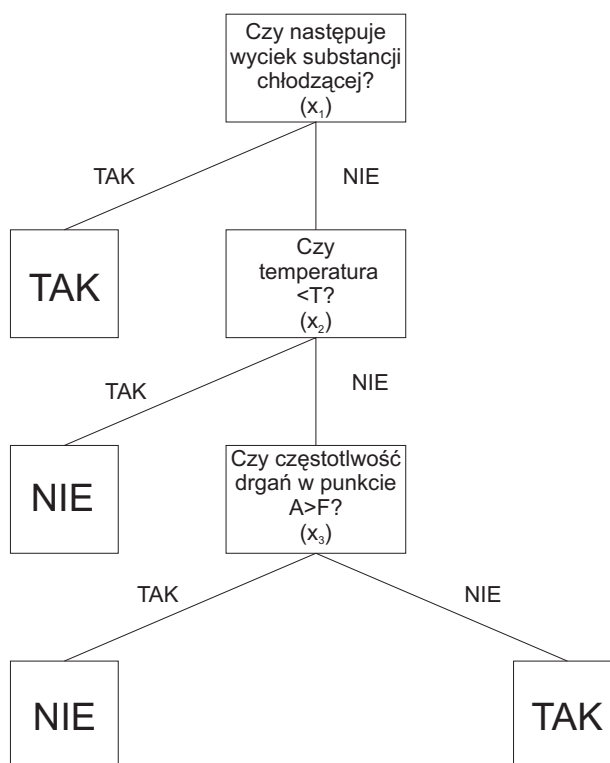 Czy następuje
wyciek substancji
chłodzącej?
(x₁)
TAK
NIE
TAK
Czy
temperatura
<T?
(x₂)
TAK
NIE
NIE
Czy częstotlwość
drgań w punkcie
A>F?
(x₃)
TAK
NIE
NIE
TAK